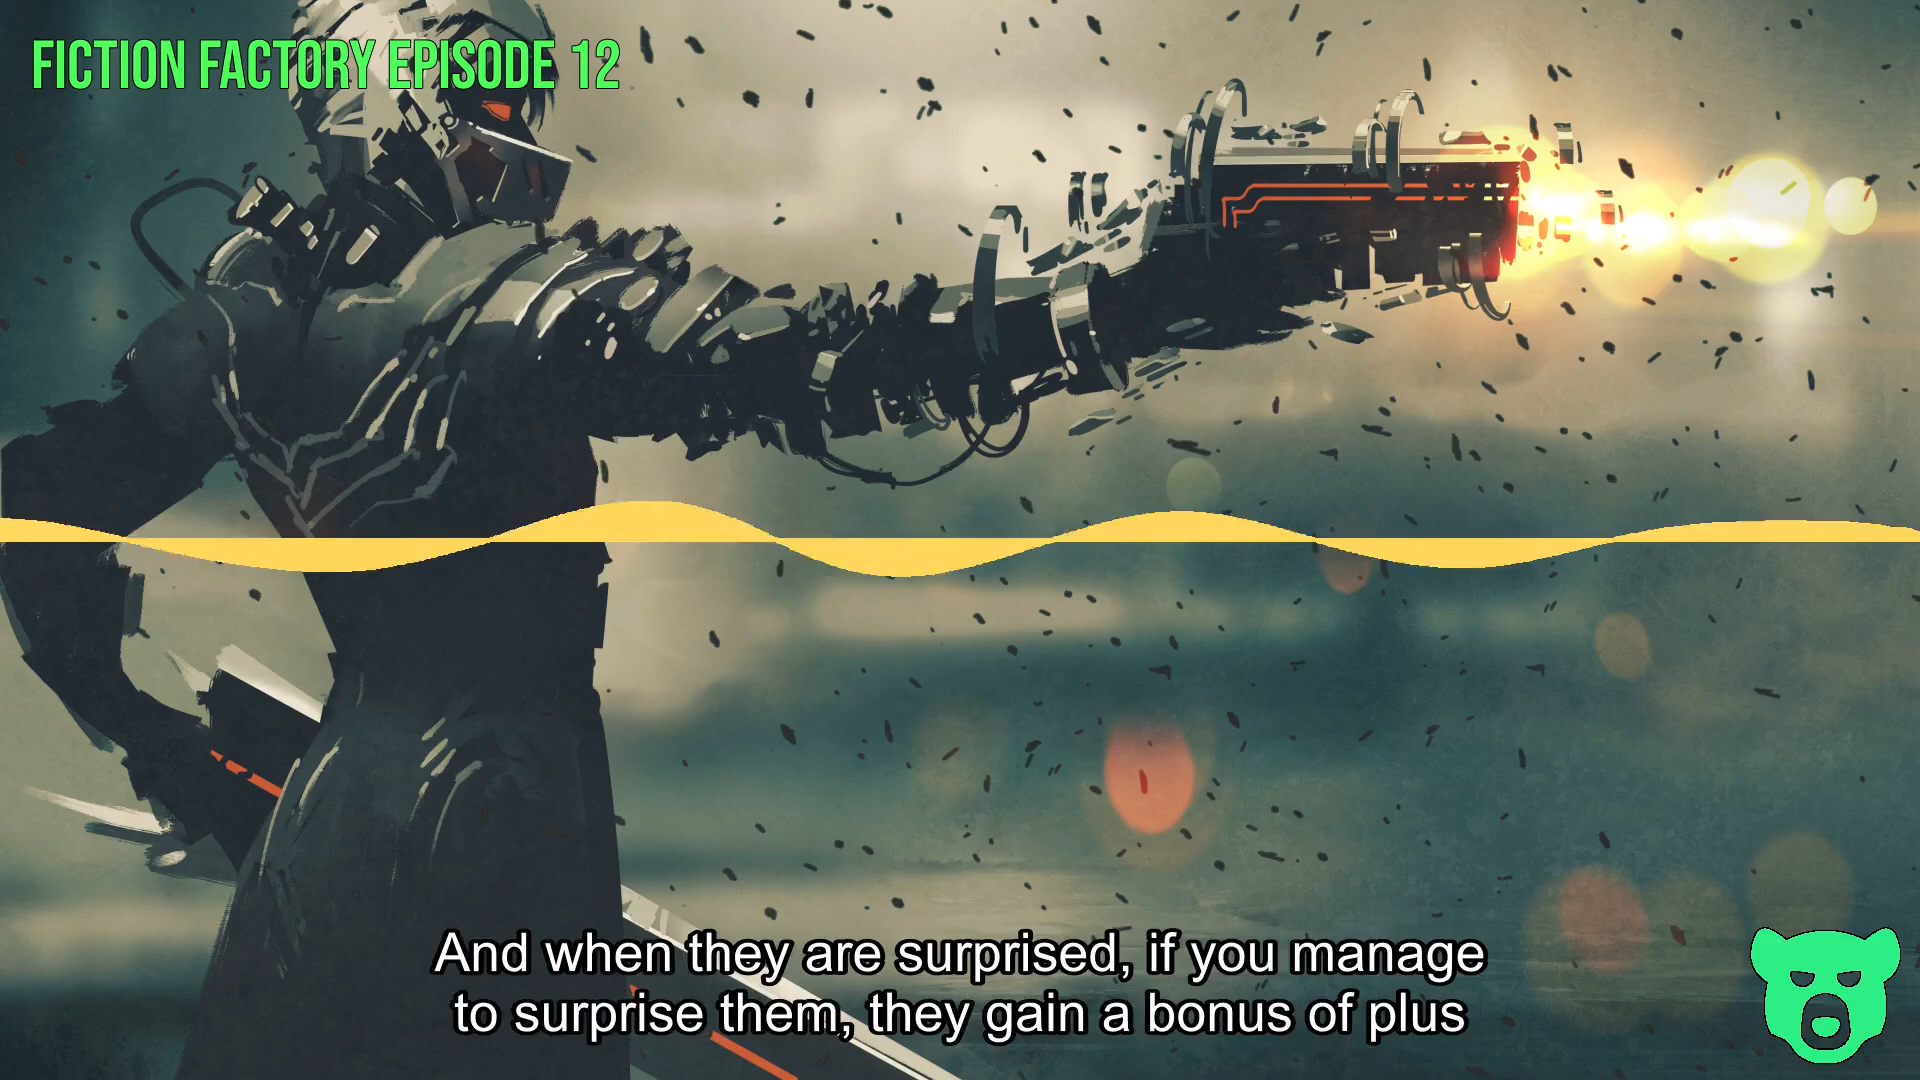 FICTION FACTORY EPISODE 12
And when they are surprised, if you manage
to surprise them, they gain a bonus of plus